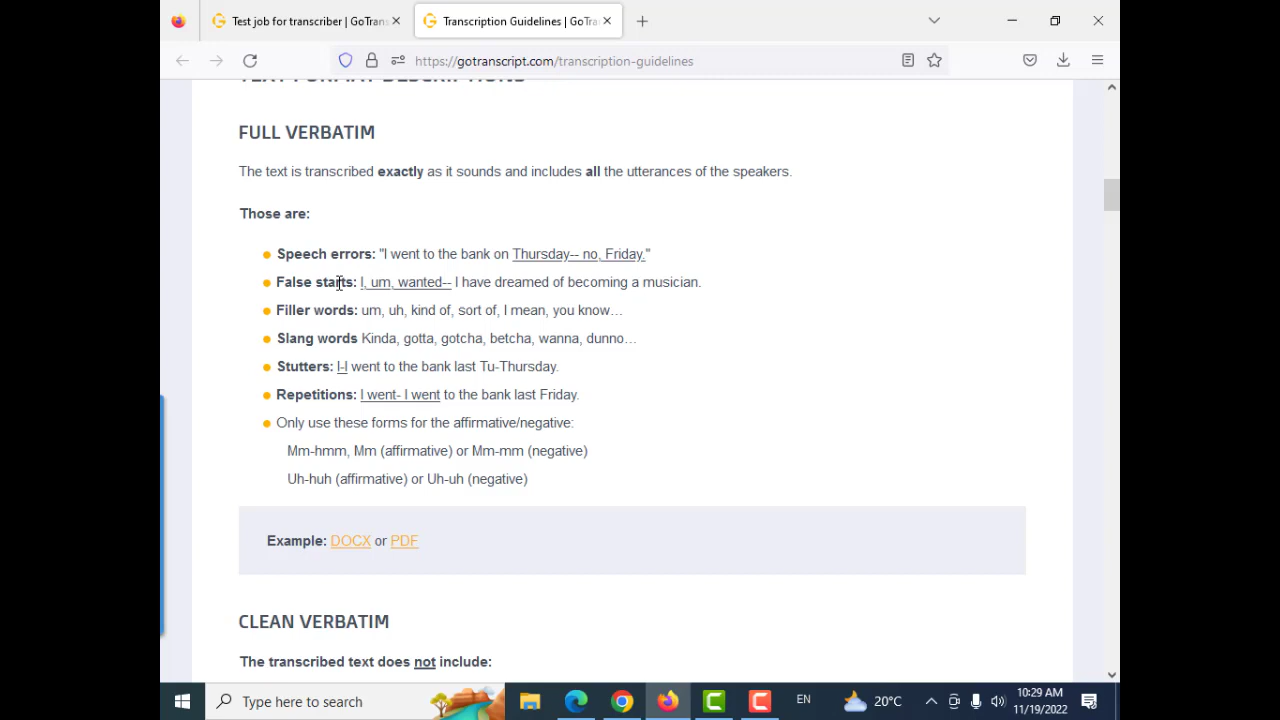 Test job for transcriber | GoTrans
Transcription Guidelines | GoTra
https://gotranscript.com/transcription-guidelines
TEXT FORMAT DESCRIPTIONS
FULL VERBATIM
The text is transcribed exactly as it sounds and includes all the utterances of the speakers.
Those are:
Speech errors: "I went to the bank on Thursday-- no, Friday."
False starts: I, um, wanted-- I have dreamed of becoming a musician.
Filler words: um, uh, kind of, sort of, I mean, you know…
Slang words Kinda, gotta, gotcha, betcha, wanna, dunno…
Stutters: I-I went to the bank last Tu-Thursday.
Repetitions: I went- I went to the bank last Friday.
Only use these forms for the affirmative/negative:
Mm-hmm, Mm (affirmative) or Mm-mm (negative)
Uh-huh (affirmative) or Uh-uh (negative)
Example: DOCX or PDF
CLEAN VERBATIM
The transcribed text does not include:
Type here to search
20°C
EN
10:29 AM
11/19/2022